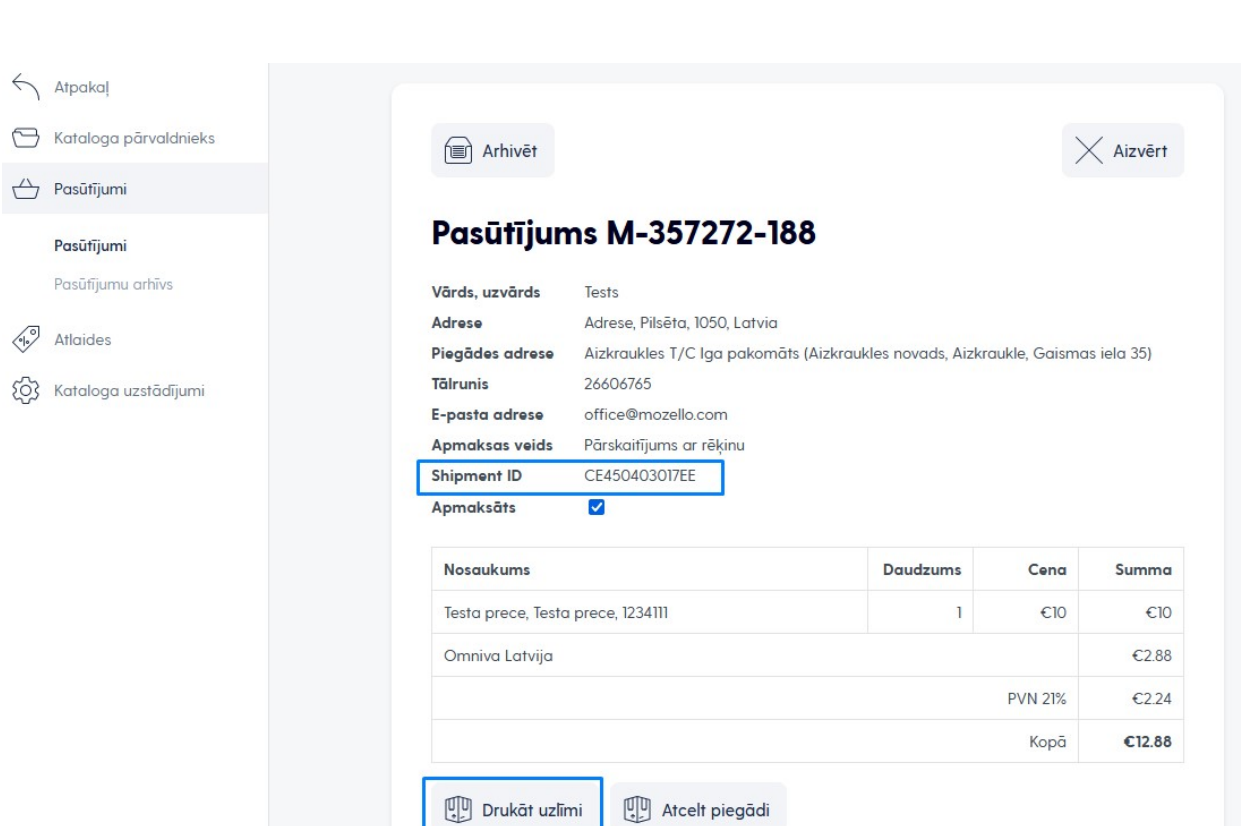 Atpakaļ
Kataloga pārvaldnieks
Pasūtījumi
Pasūtījumi
Pasūtījumu arhīvs
Atlaides
Kataloga uzstādījumi
Arhivēt
Aizvērt
Pasūtījums M-357272-188
Vārds, uzvārds Tests
Adrese Adrese, Pilsēta, 1050, Latvia
Piegādes adrese Aizkraukles T/C Iga pakomāts (Aizkraukles novads, Aizkraukle, Gaismas iela 35)
Tālrunis 26606765
E-pasta adrese office@mozello.com
Apmaksas veids Pārskaitījums ar rēķinu
Shipment ID CE450403017EE
Apmaksāts
Nosaukums Daudzums Cena Summa
Testa prece, Testa prece, 1234111 1 €10 €10
Omniva Latvija €2.88
PVN 21% €2.24
Kopā €12.88
Drukāt uzlīmi Atcelt piegādi